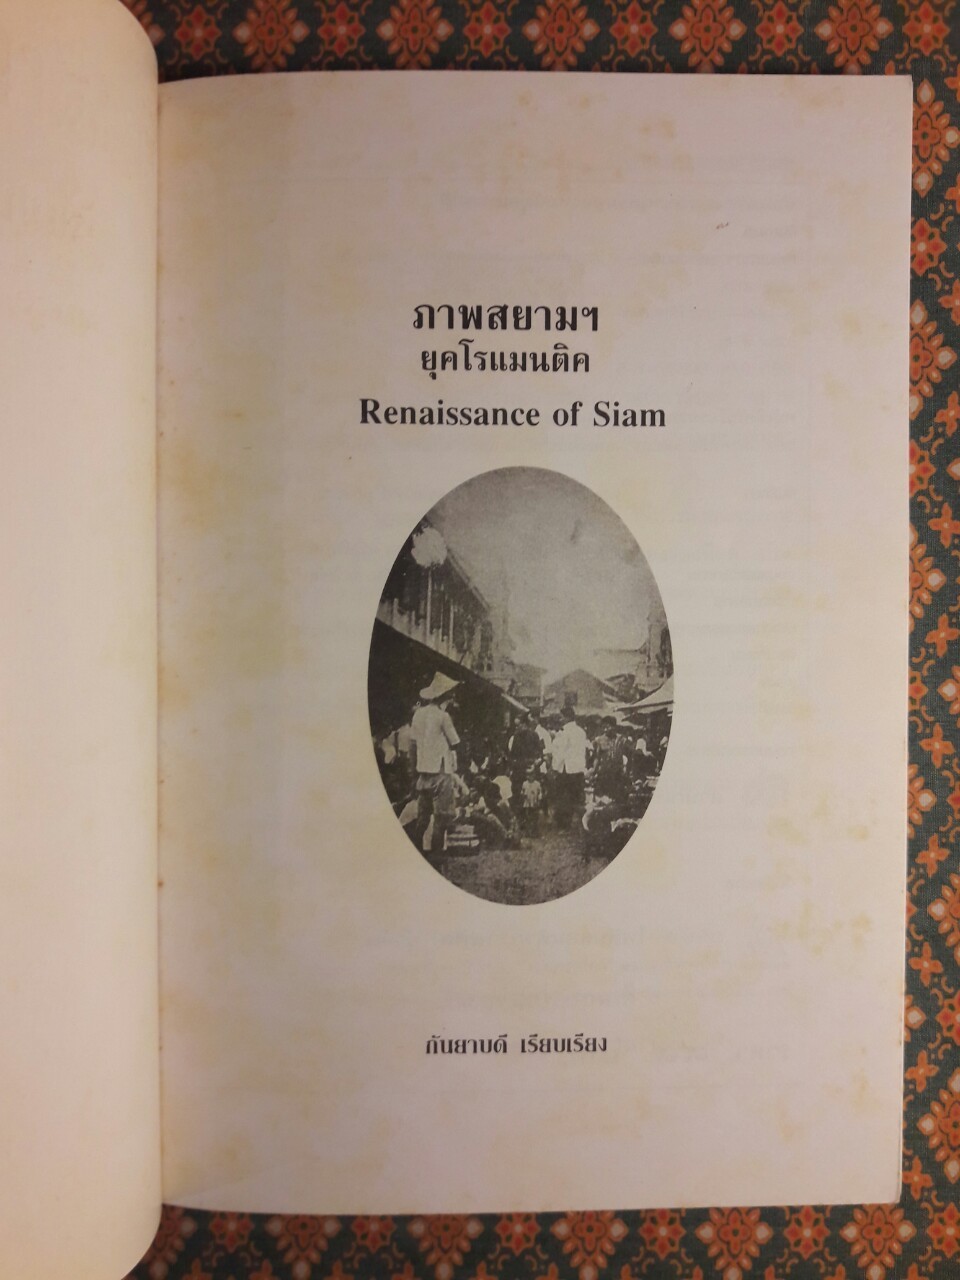 ภาพสยามฯ
ยุคโรแมนติค
Renaissance of Siam
กันยาบดี เรียบเรียง